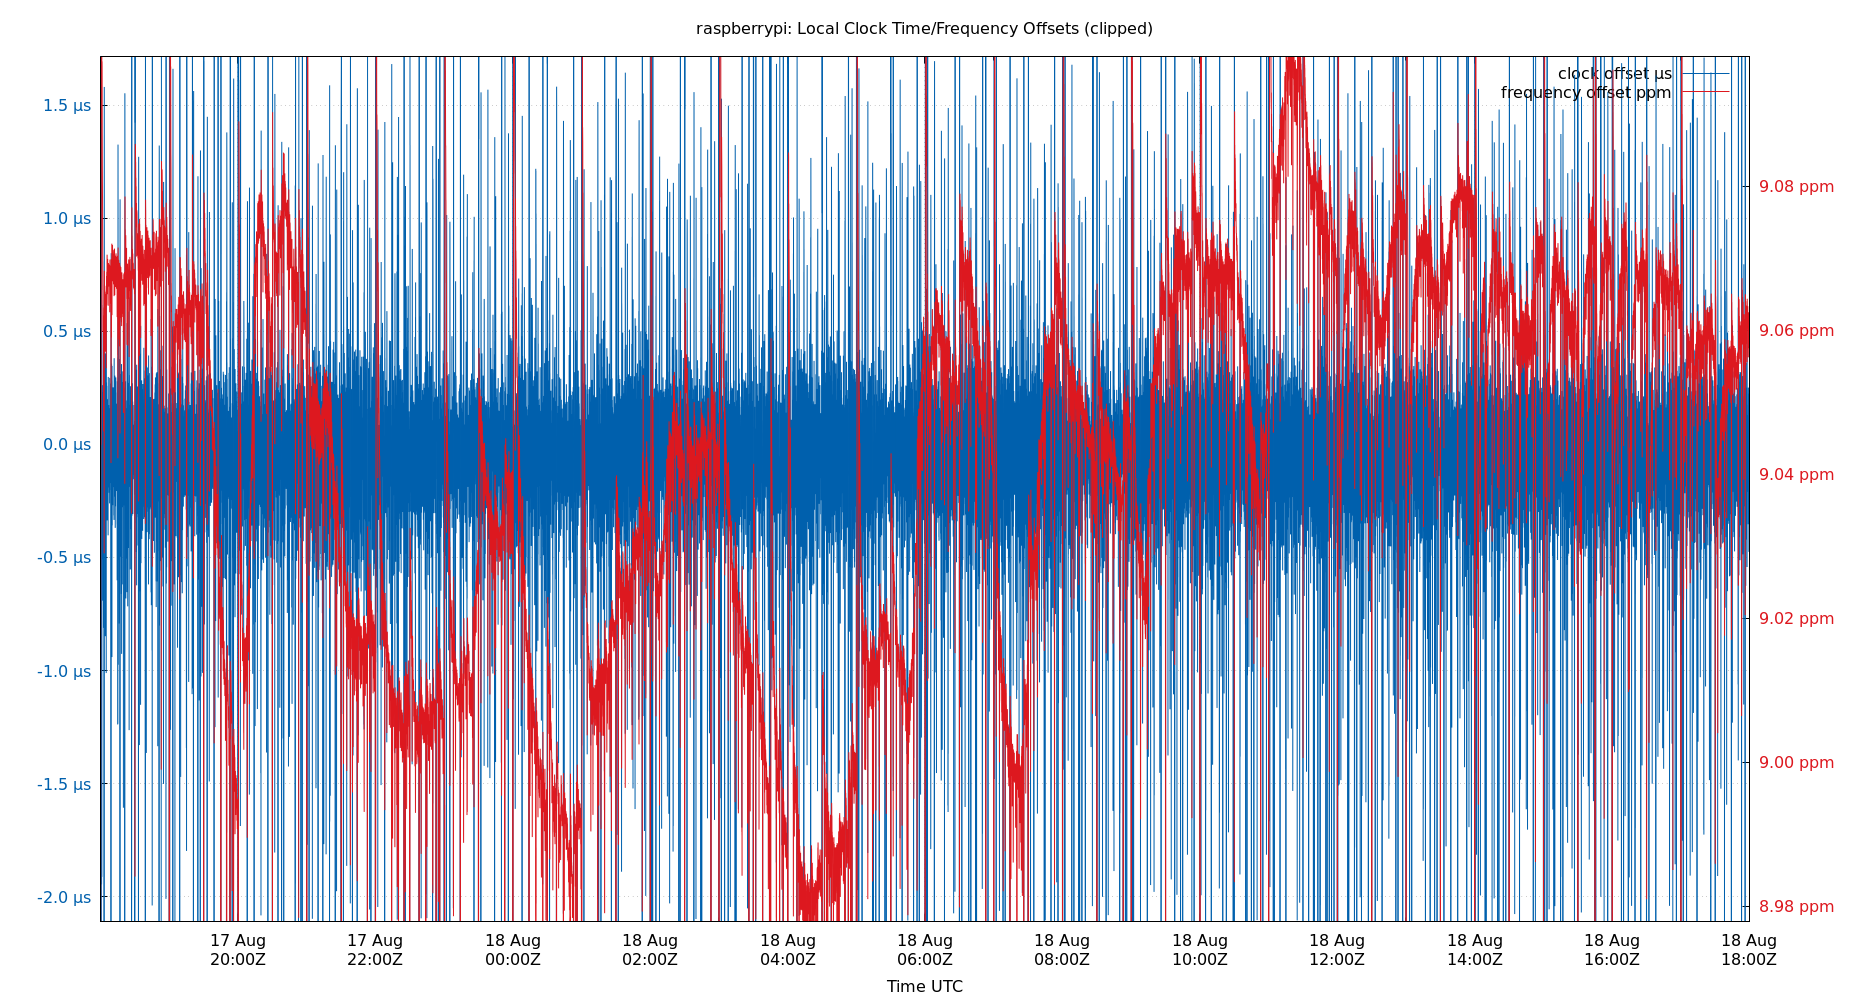 raspberrypi: Local Clock Time/Frequency Offsets (clipped)
clock offset µs
frequency offset ppm
1.5 µs
1.0 µs
0.5 µs
0.0 µs
-0.5 µs
-1.0 µs
-1.5 µs
-2.0 µs
9.08 ppm
9.06 ppm
9.04 ppm
9.02 ppm
9.00 ppm
8.98 ppm
17 Aug 17 Aug 18 Aug 18 Aug 18 Aug 18 Aug 18 Aug 18 Aug 18 Aug 18 Aug 18 Aug 18 Aug
20:00Z 22:00Z 00:00Z 02:00Z 04:00Z 06:00Z 08:00Z 10:00Z 12:00Z 14:00Z 16:00Z 18:00Z
Time UTC